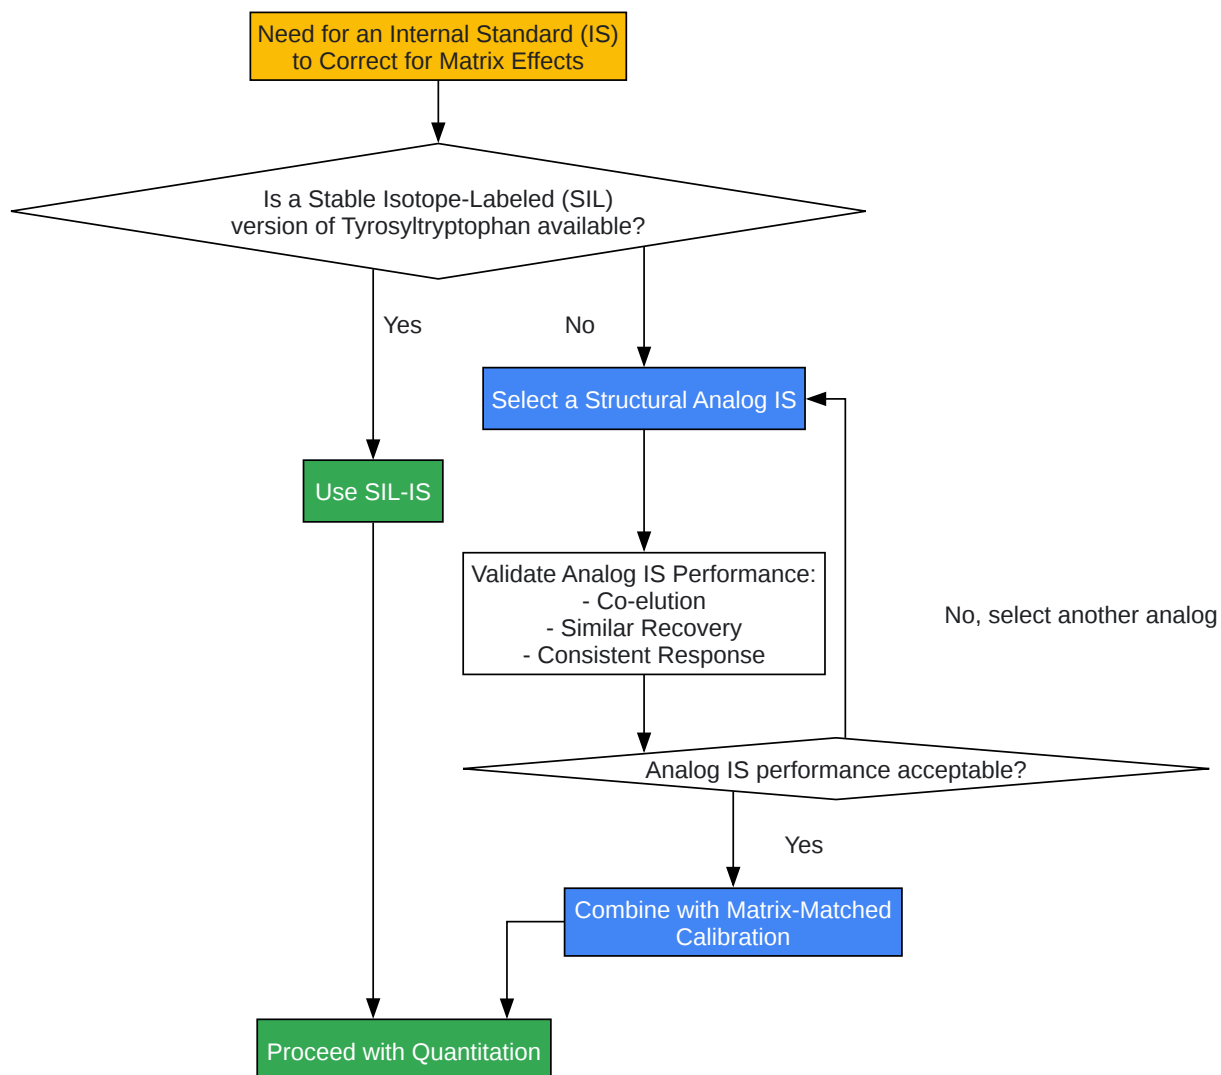 Need for an Internal Standard (IS)
to Correct for Matrix Effects
Is a Stable Isotope-Labeled (SIL)
version of Tyrosyltryptophan available?
Yes
No
Select a Structural Analog IS
Use SIL-IS
Validate Analog IS Performance:
- Co-elution
- Similar Recovery
- Consistent Response
No, select another analog
Analog IS performance acceptable?
Yes
Combine with Matrix-Matched
Calibration
Proceed with Quantitation